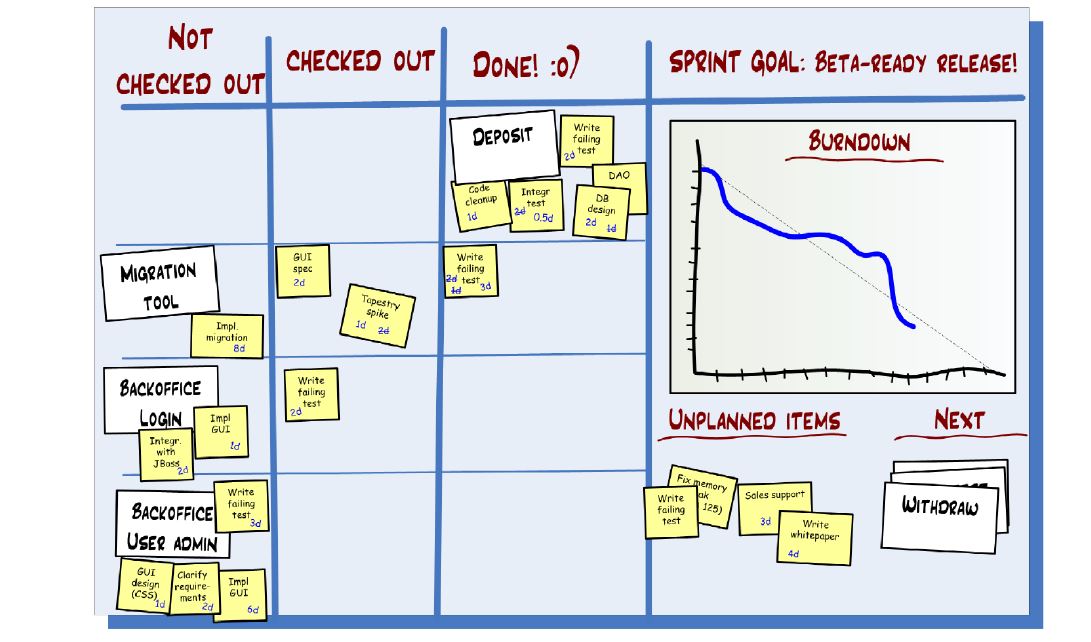 NOT
CHECKED OUT
CHECKED OUT
DONE! :o)
SPRINT GOAL: BETA-READY RELEASE!
DEPOSIT
Write
failing
test
2d
DAO
Code
cleanup
1d
Integr
test
2d 0.5d
DB
design
2d 1d
BURNDOWN
MIGRATION
TOOL
Impl.
migration
8d
GUI
spec
2d
Tapestry
spike
1d 2d
Write
failing
2d test
1d 3d
BACKOFFICE
LOGIN
Impl
GUI
1d
Integr.
with
JBoss
2d
Write
failing
test
2d
UNPLANNED ITEMS
NEXT
BACKOFFICE
USER ADMIN
Write
failing
test
3d
GUI
design
(CSS)
1d
Clarify
require-
ments
2d
Impl
GUI
6d
Fix memory
125)
Write
failing
test
Sales support
3d
Write
whitepaper
4d
WITHDRAW